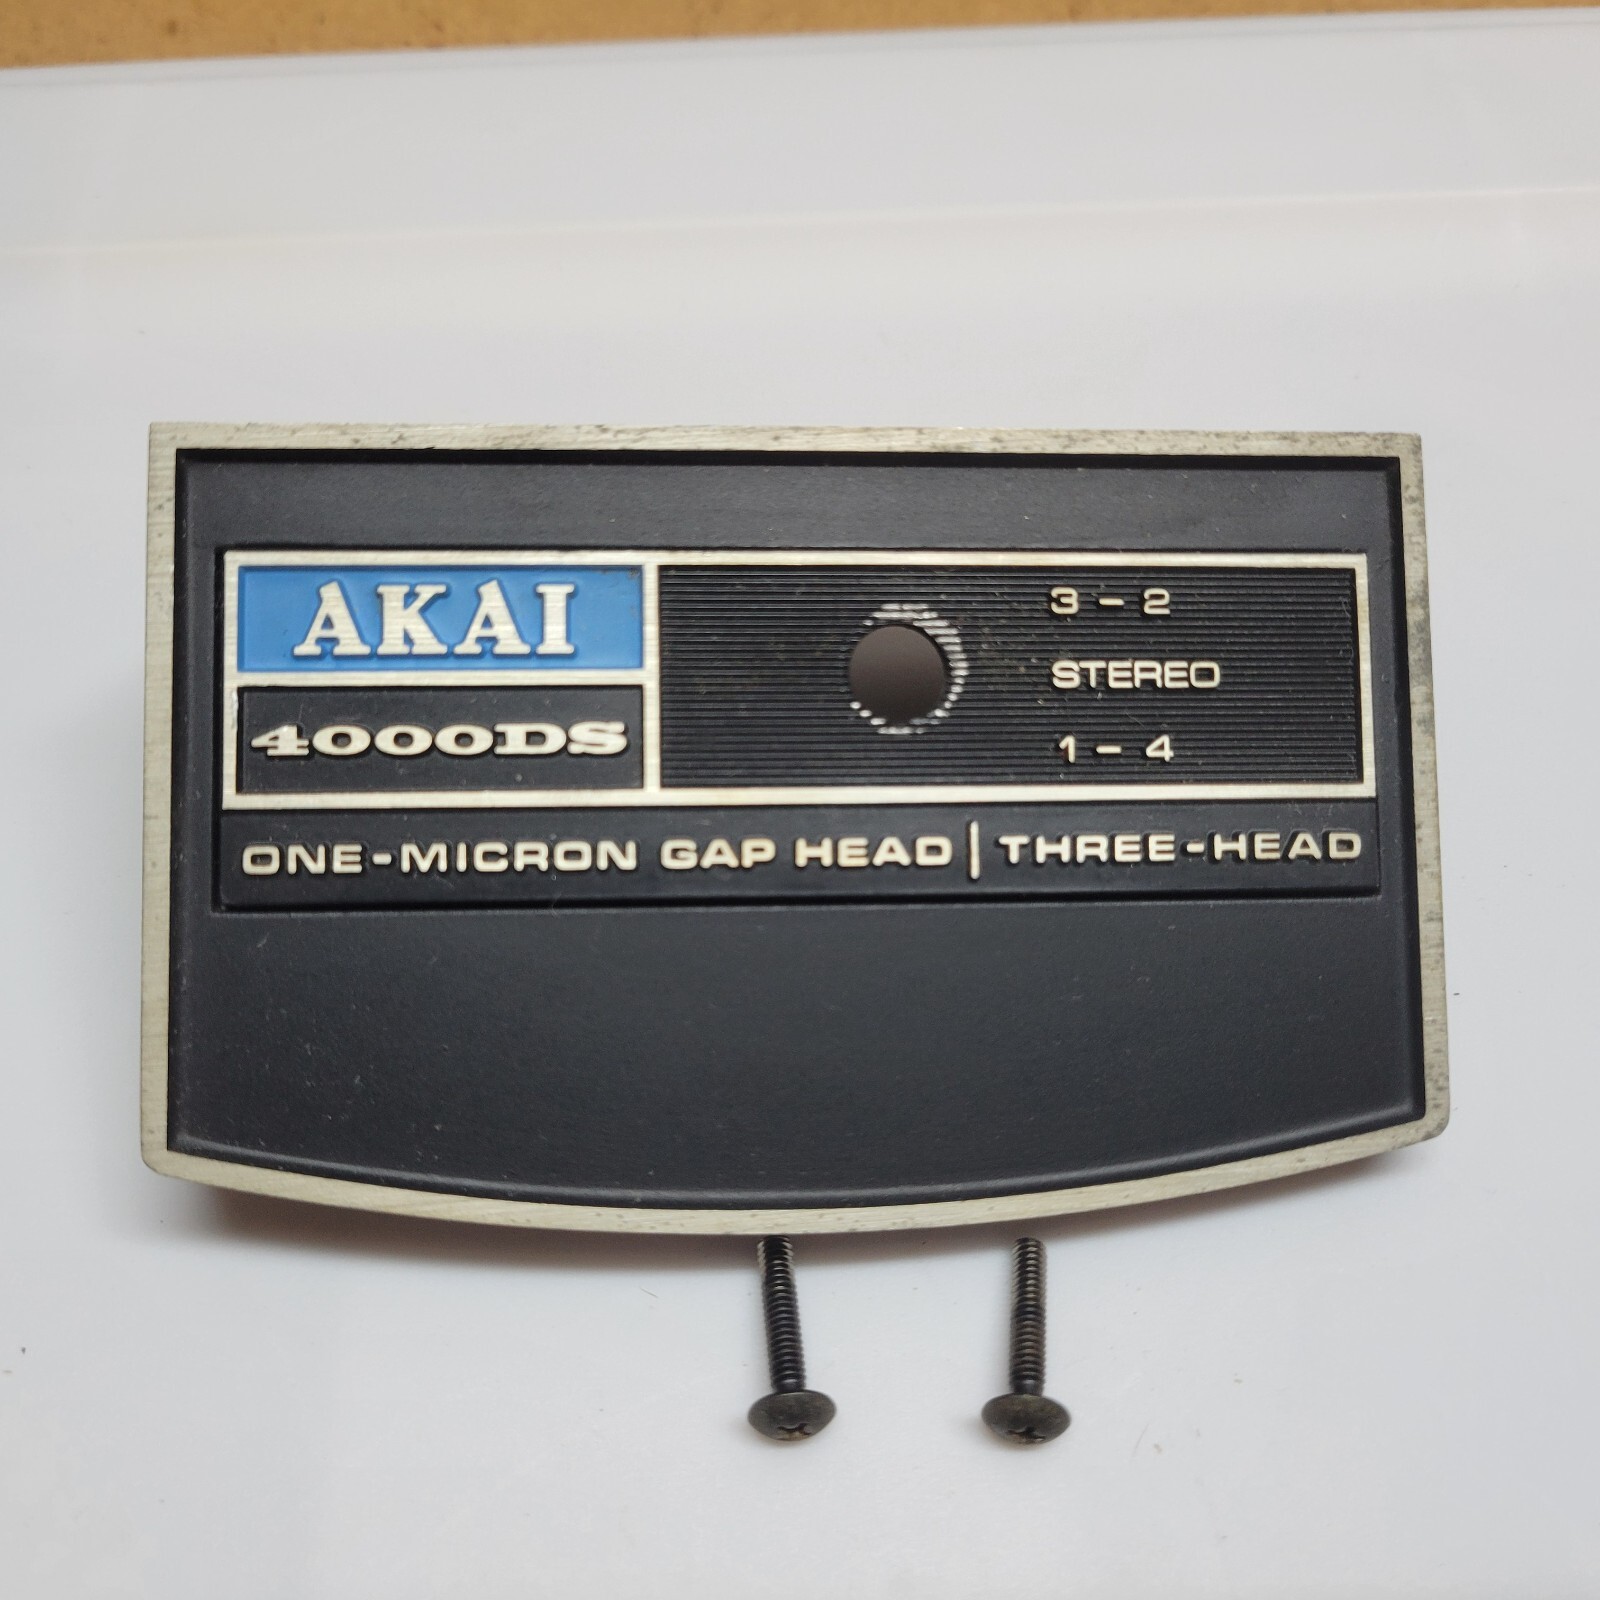 AKAI
4000DS
3 - 2
STEREO
1 - 4
ONE-MICRON GAP HEAD | THREE-HEAD